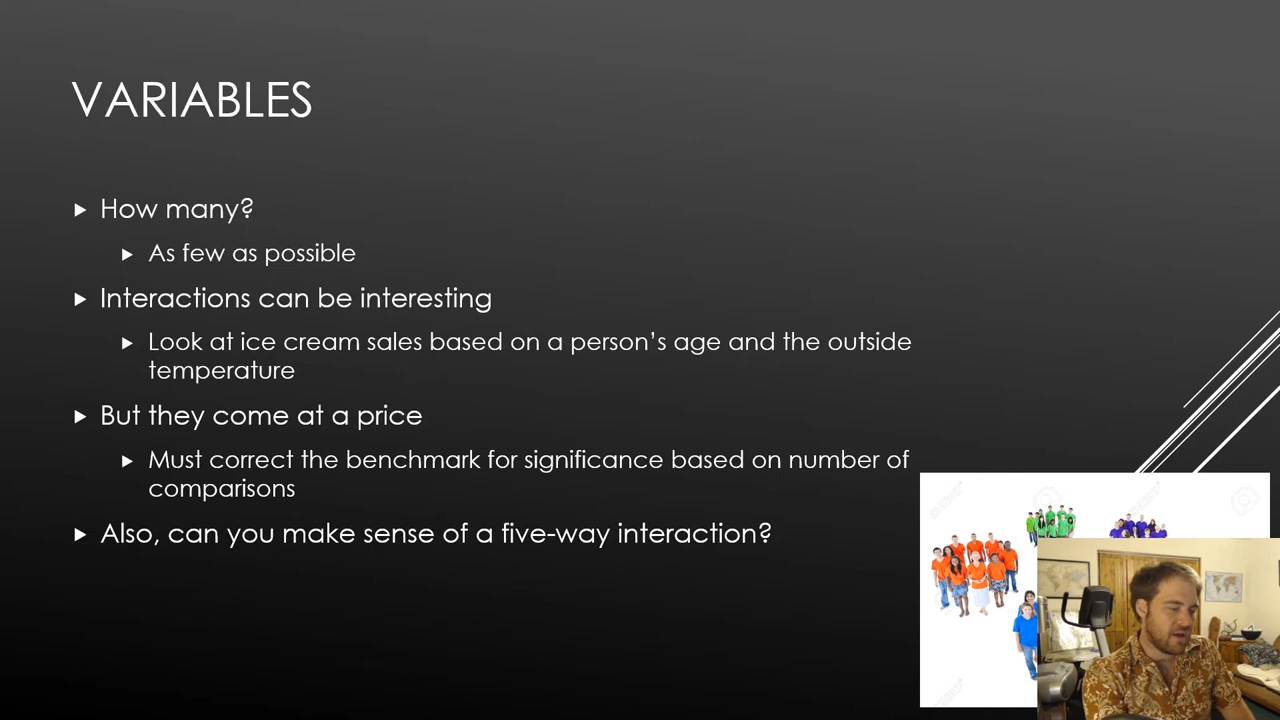 VARIABLES
How many?
As few as possible
Interactions can be interesting
Look at ice cream sales based on a person’s age and the outside
temperature
But they come at a price
Must correct the benchmark for significance based on number of
comparisons
Also, can you make sense of a five-way interaction?